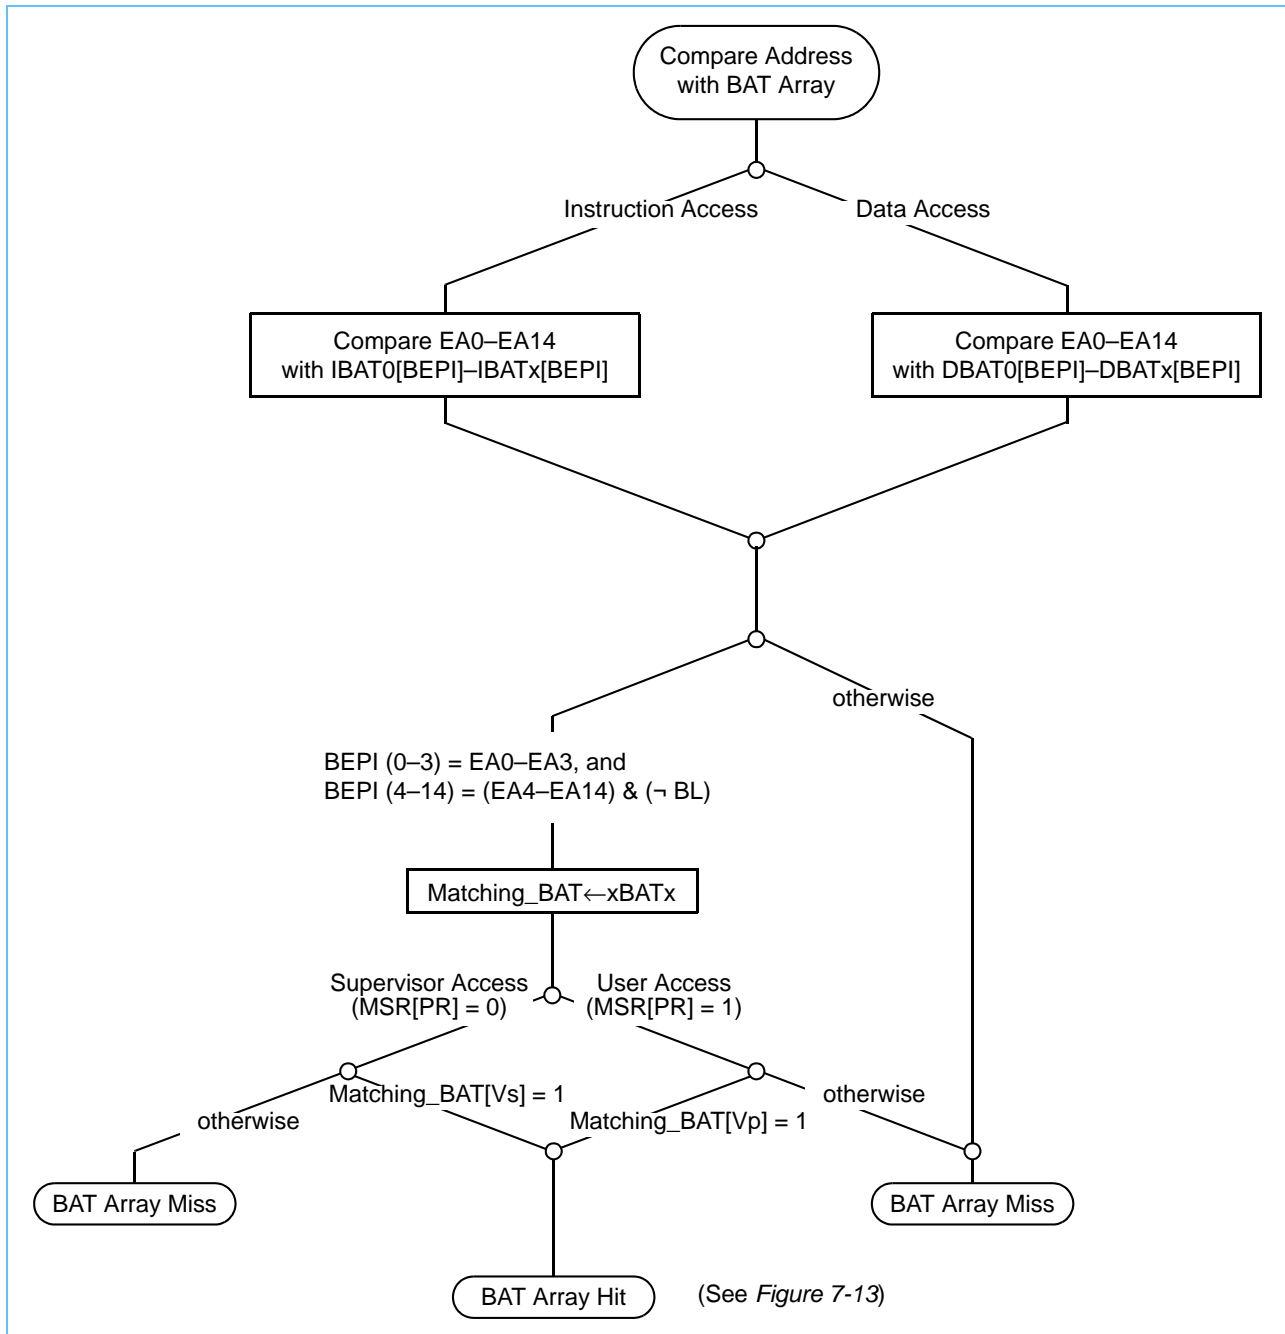 Compare Address
with BAT Array
Instruction Access
Data Access
Compare EA0–EA14
with IBAT0[BEPI]–IBATx[BEPI]
Compare EA0–EA14
with DBAT0[BEPI]–DBATx[BEPI]
otherwise
BEPI (0–3) = EA0–EA3, and
BEPI (4–14) = (EA4–EA14) & (¬ BL)
Matching_BAT←xBATx
Supervisor Access
(MSR[PR] = 0)
User Access
(MSR[PR] = 1)
Matching_BAT[Vs] = 1
otherwise
otherwise
Matching_BAT[Vp] = 1
BAT Array Miss
BAT Array Miss
BAT Array Hit
(See Figure 7-13)